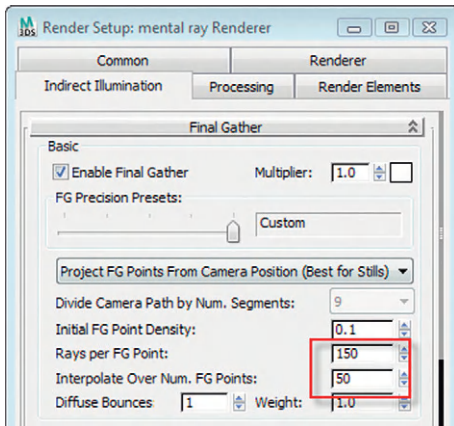 3DS Render Setup: mental ray Renderer
Common Renderer
Indirect Illumination Processing Render Elements
Final Gather
Basic
Enable Final Gather Multiplier: 1.0
FG Precision Presets:
Custom
Project FG Points From Camera Position (Best for Stills)
Divide Camera Path by Num. Segments: 9
Initial FG Point Density: 0.1
Rays per FG Point: 150
Interpolate Over Num. FG Points: 50
Diffuse Bounces 1 Weight: 1.0